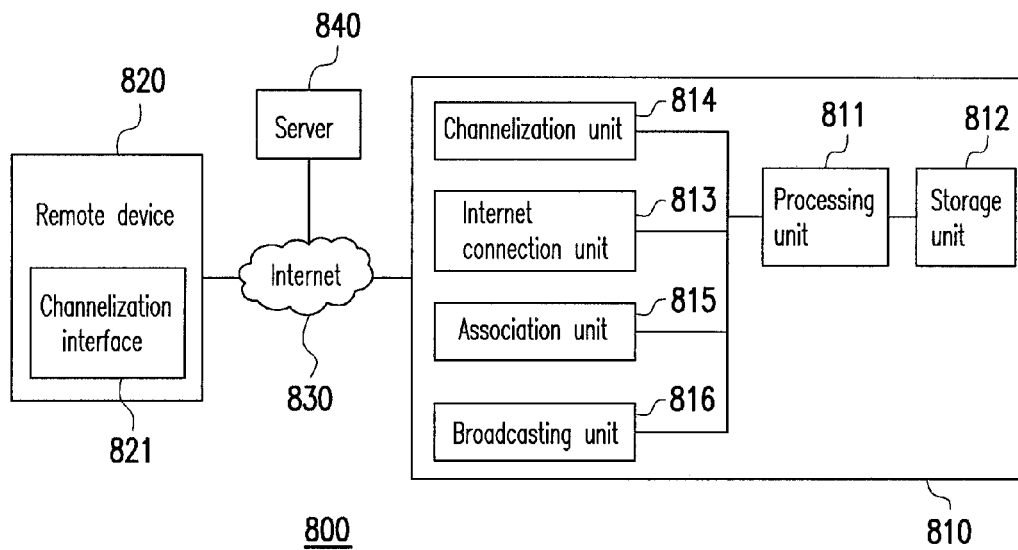 840
820
Server
Remote device
Channelization
interface
821
Internet
830
Channelization unit
814
Internet
connection unit
813
Association unit
815
Broadcasting unit
816
811
Processing
unit
812
Storage
unit
810
800